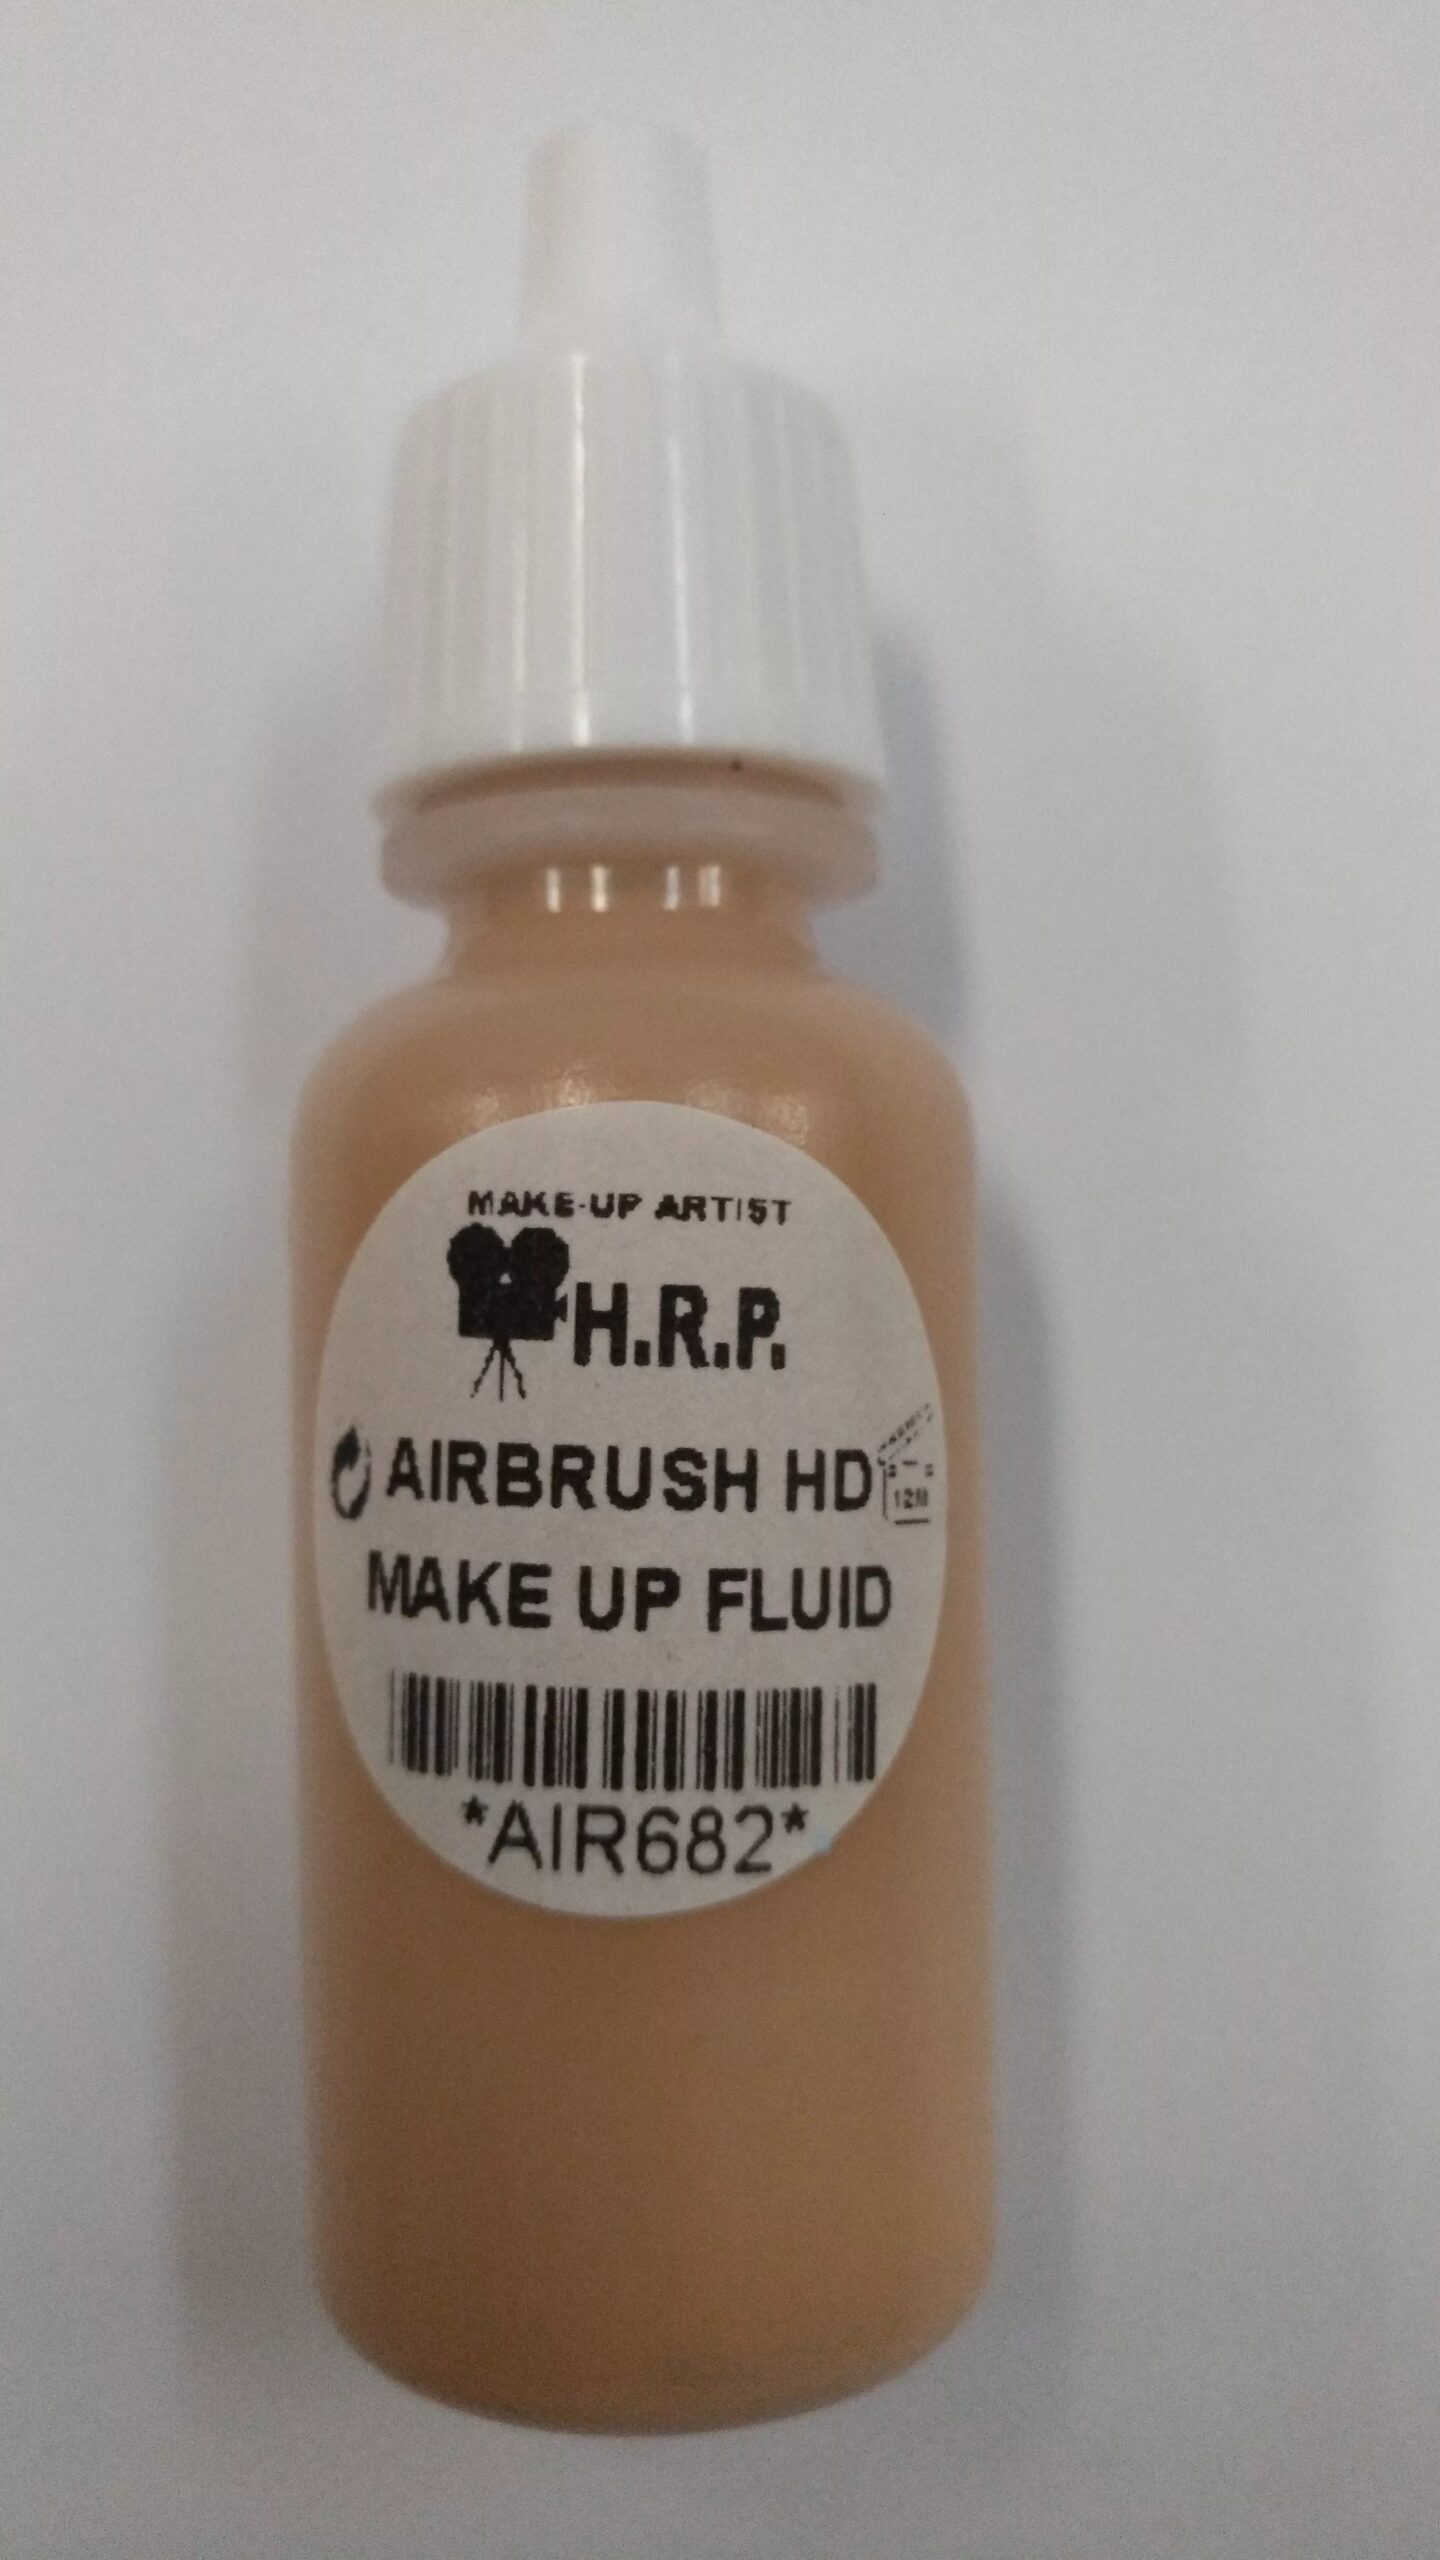 MAKE-UP ARTIST
H.R.P.
AIRBRUSH HD
12M
MAKE UP FLUID
*AIR682*